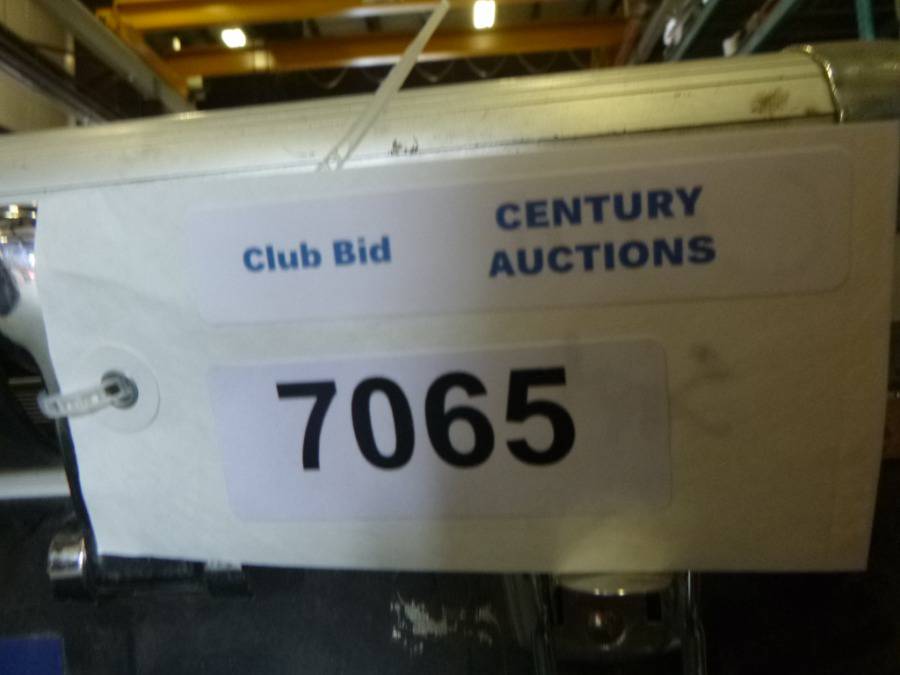 Club Bid
CENTURY
AUCTIONS
7065